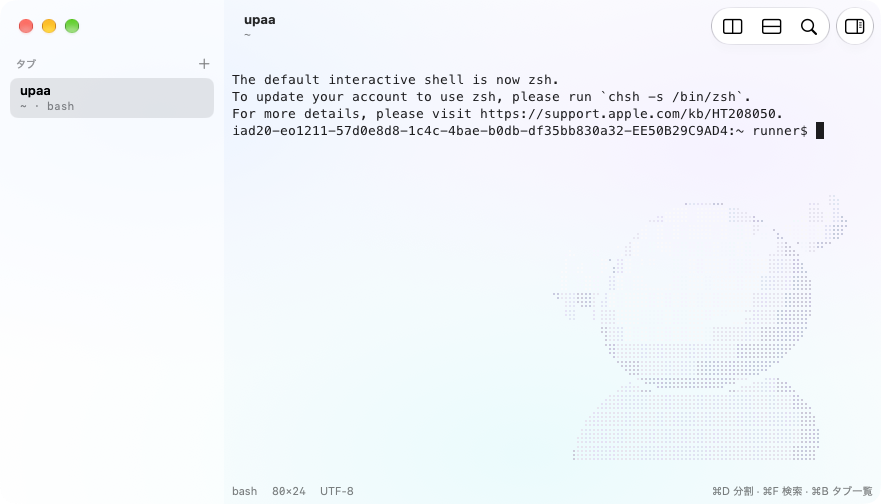 upaa
~
タブ
upaa
~ · bash
The default interactive shell is now zsh.
To update your account to use zsh, please run `chsh -s /bin/zsh`.
For more details, please visit https://support.apple.com/kb/HT208050.
iad20-eo1211-57d0e8d8-1c4c-4bae-b0db-df35bb830a32-EE50B29C9AD4:~ runner$
bash 80×24 UTF-8
⌘D 分割 · ⌘F 検索 · ⌘B タブ一覧